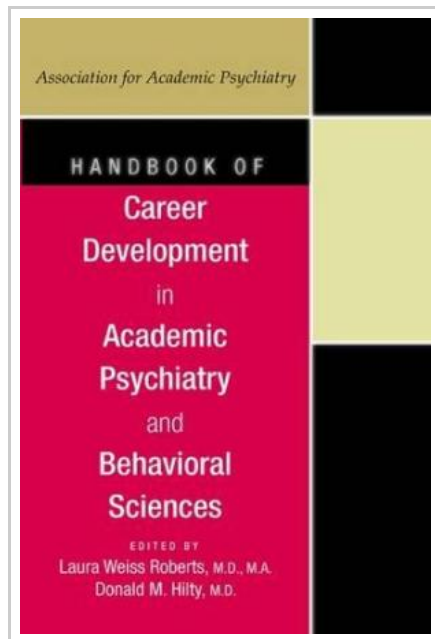 Association for Academic Psychiatry
HANDBOOK OF
Career
Development
in
Academic
Psychiatry
and
Behavioral
Sciences
EDITED BY
Laura Weiss Roberts, M.D., M.A.
Donald M. Hilty, M.D.